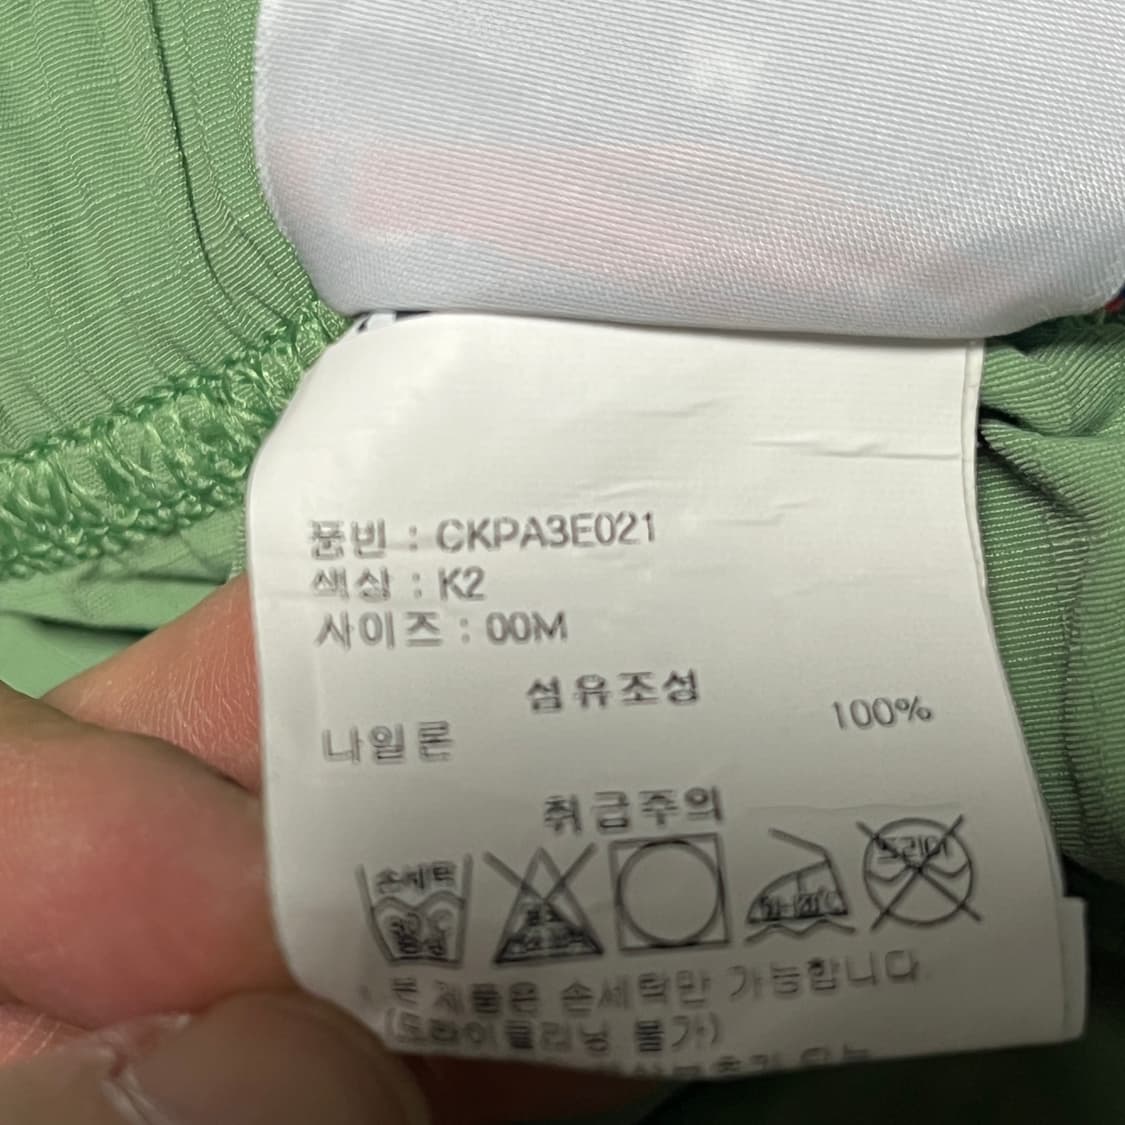 품번 : CKPA3E021
색상 : K2
사이즈 : 00M
섬유조성
나일론 100%
취급주의
손세탁 드라이
본 제품은 손세탁만 가능합니다
(드라이클리닝 불가)